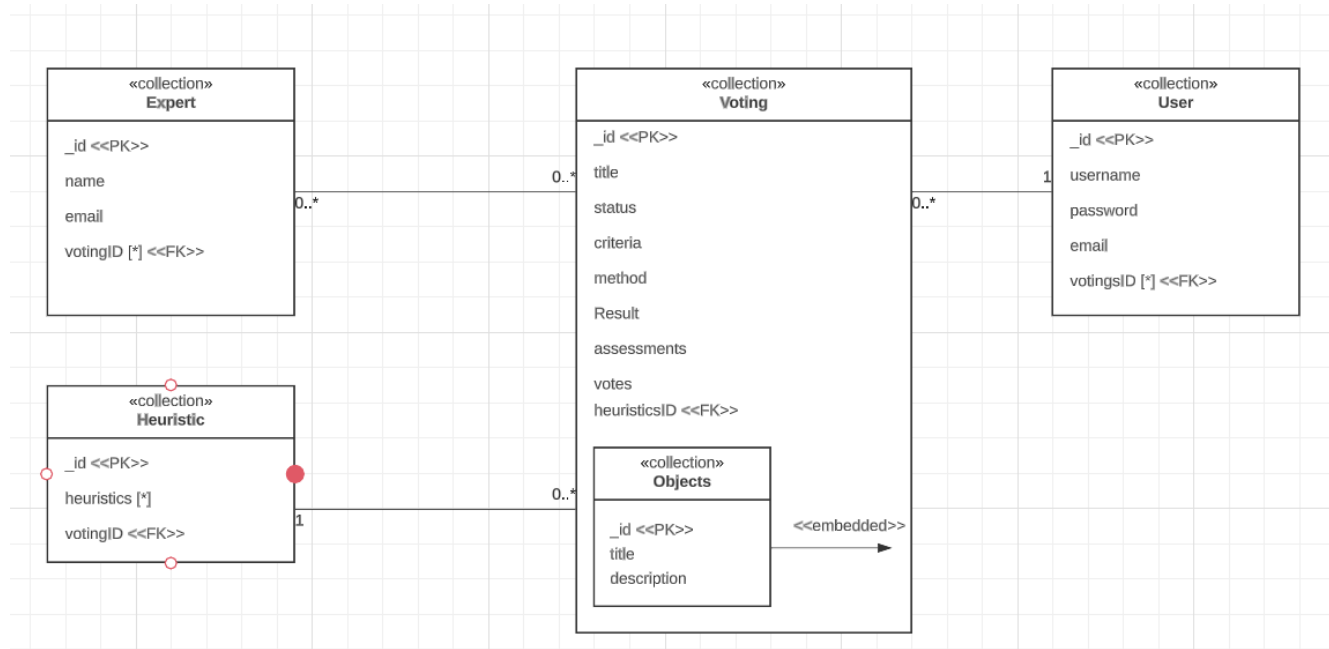 «collection»
Expert
_id <<PK>>
name
email
votingID [*] <<FK>>
0..*
0..*
«collection»
Voting
_id <<PK>>
title
status
criteria
method
Result
assessments
votes
heuristicsID <<FK>>
«collection»
Objects
_id <<PK>>
title
description
<<embedded>>
0..*
1
«collection»
User
_id <<PK>>
username
password
email
votingsID [*] <<FK>>
«collection»
Heuristic
_id <<PK>>
heuristics [*]
votingID <<FK>>
1
0..*